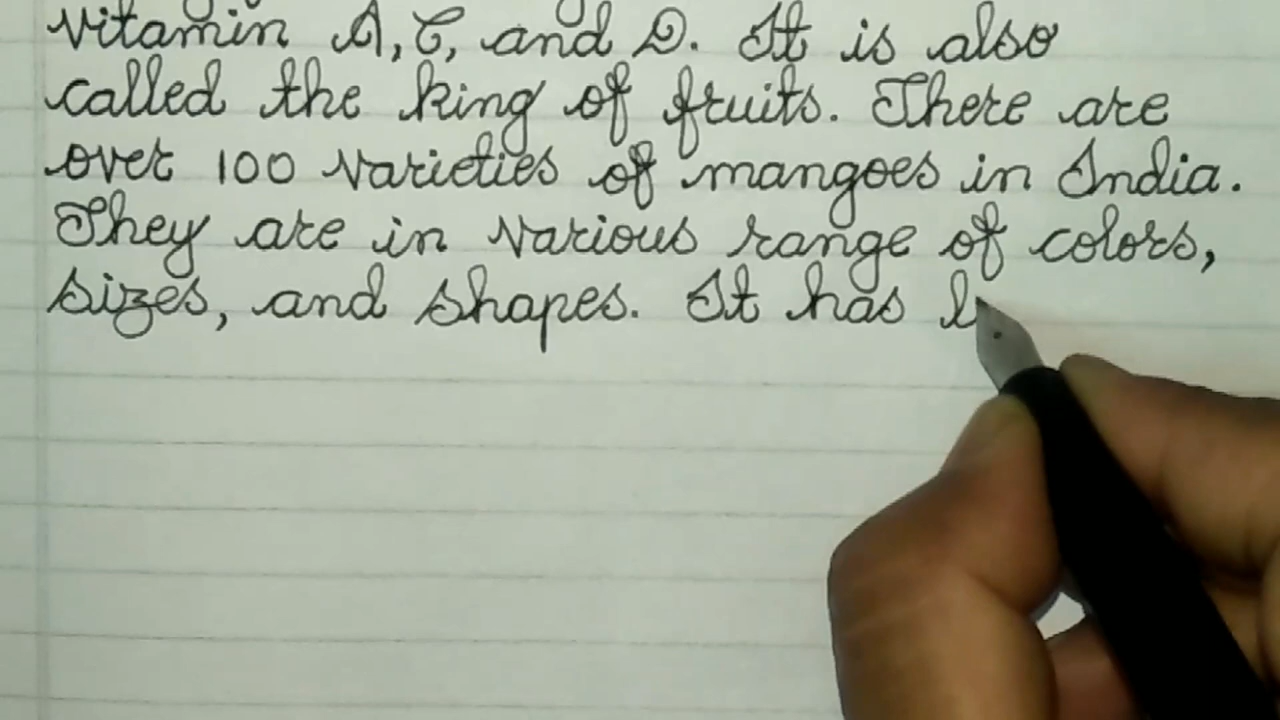 vitamin A, C, and D. It is also
called the king of fruits. There are
over 100 varieties of mangoes in India.
They are in various range of colors,
sizes, and shapes. It has l